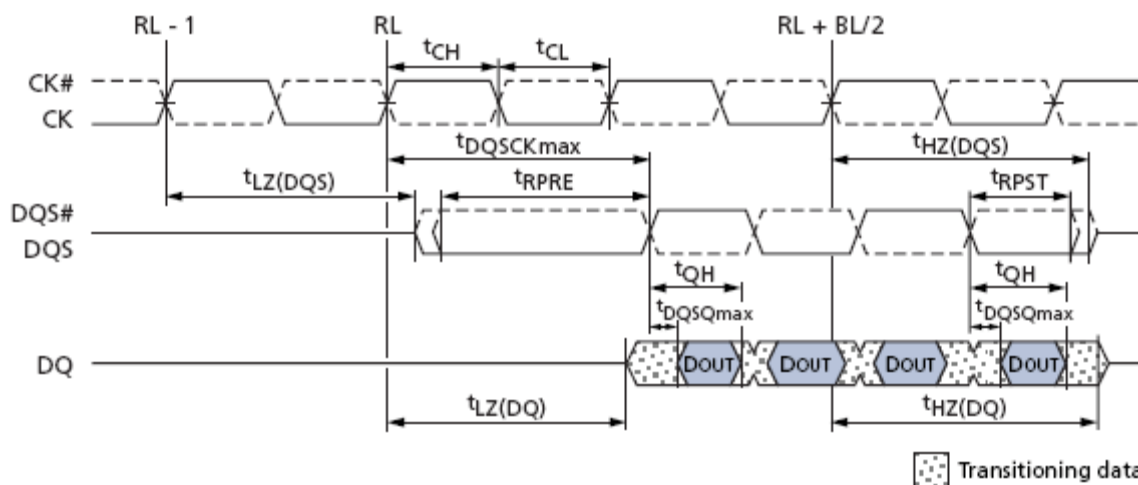 RL - 1 RL RL + BL/2
tCH tCL
CK#
CK
tDQSCKmax tHZ(DQS)
tLZ(DQS) tRPRE tRPST
DQS#
DQS
tQH tQH
tDQSQmax tDQSQmax
DQ DOUT DOUT DOUT DOUT
tLZ(DQ) tHZ(DQ)
Transitioning data